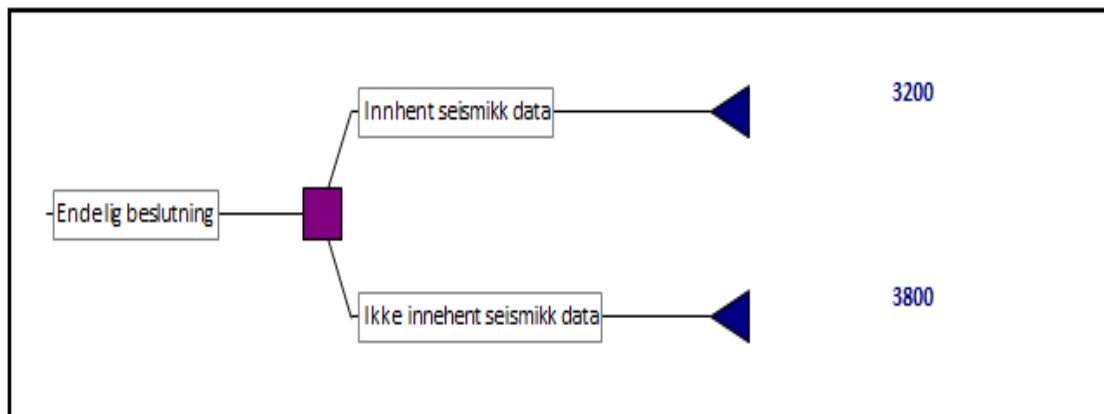 Innhent seismikk data
3200
Endelig beslutning
Ikke innehent seismikk data
3800